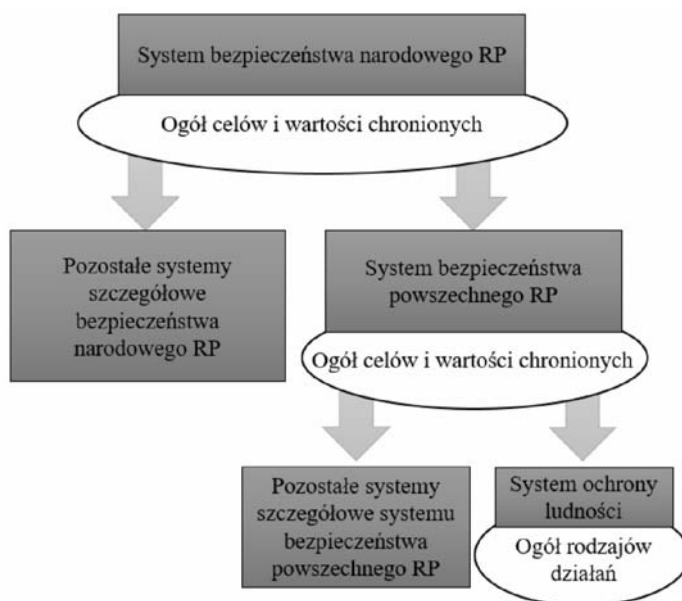 System bezpieczeństwa narodowego RP
Ogół celów i wartości chronionych
Pozostałe systemy
szczegółowe
bezpieczeństwa
narodowego RP
System bezpieczeństwa
powszechnego RP
Ogół celów i wartości chronionych
Pozostałe systemy
szczegółowe systemu
bezpieczeństwa
powszechnego RP
System ochrony
ludności
Ogół rodzajów
działań